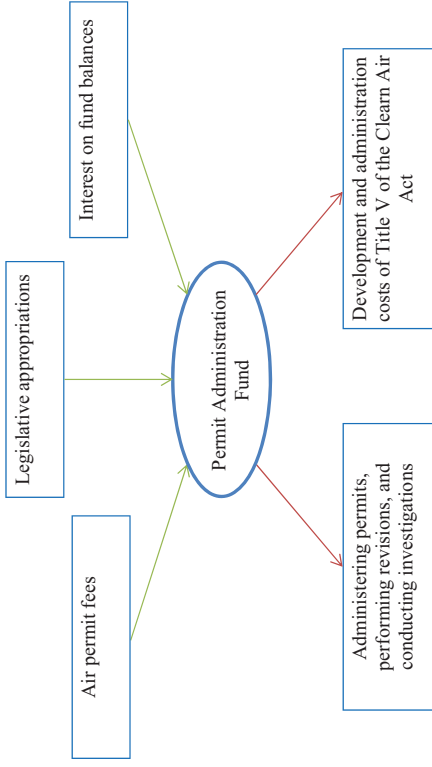 Air permit fees
Legislative appropriations
Interest on fund balances
Permit Administration
Fund
Administering permits,
performing revisions, and
conducting investigations
Development and administration
costs of Title V of the Clearn Air
Act